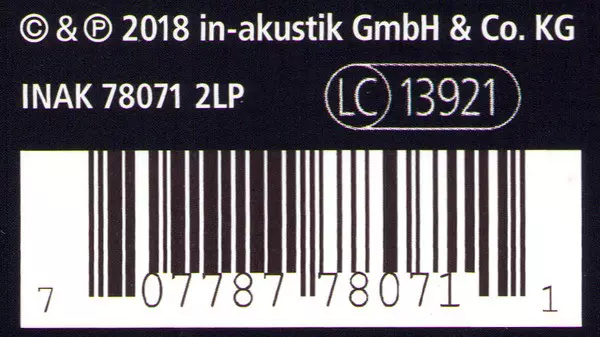 © & ℗ 2018 in-akustik GmbH & Co. KG
INAK 78071 2LP LC 13921
7 07787 78071 1